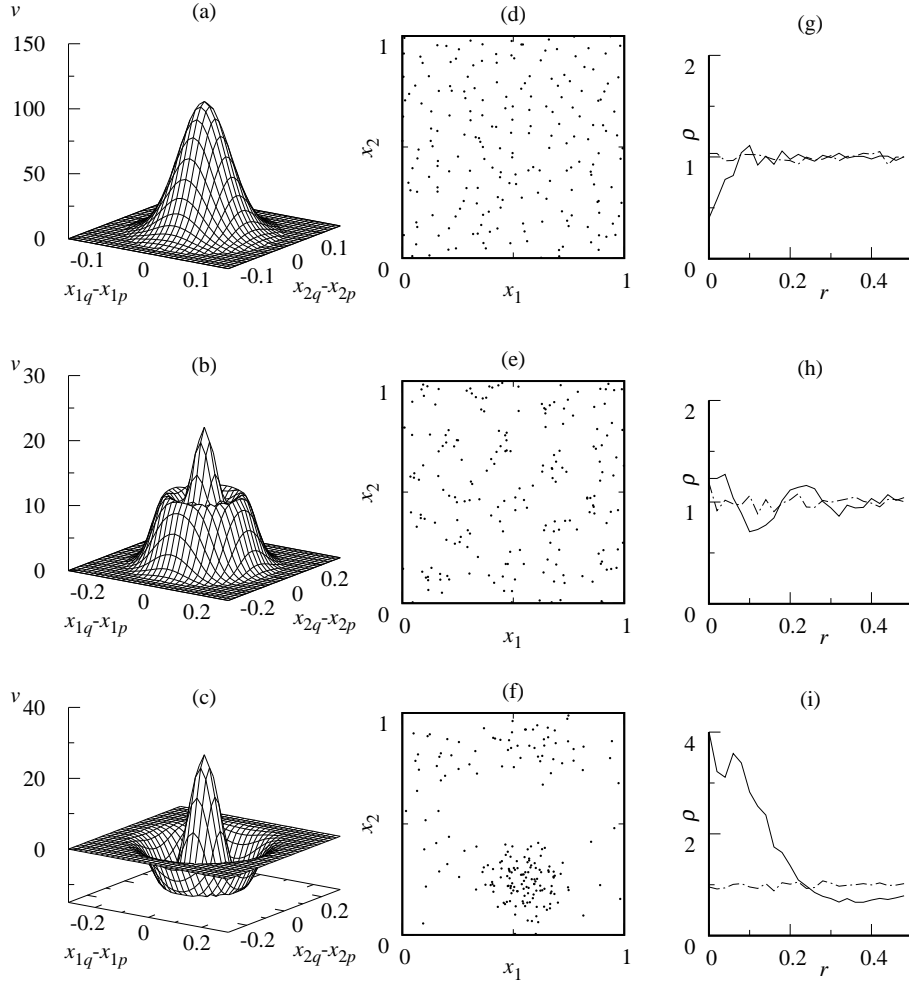 (a)
v
150
100
50
0
-0.1
0
0.1
x1q-x1p
-0.1
0
0.1
x2q-x2p
(d)
1
x2
0
0
x1
1
(g)
2
ρ
1
0
0
0.2
r
0.4
(b)
v
30
20
10
0
-0.2
0
0.2
x1q-x1p
-0.2
0
0.2
x2q-x2p
(e)
1
x2
0
0
x1
1
(h)
2
ρ
1
0
0
0.2
r
0.4
(c)
v
40
20
0
-0.2
0
0.2
x1q-x1p
-0.2
0
0.2
x2q-x2p
(f)
1
x2
0
0
x1
1
(i)
4
ρ
2
0
0
0.2
r
0.4